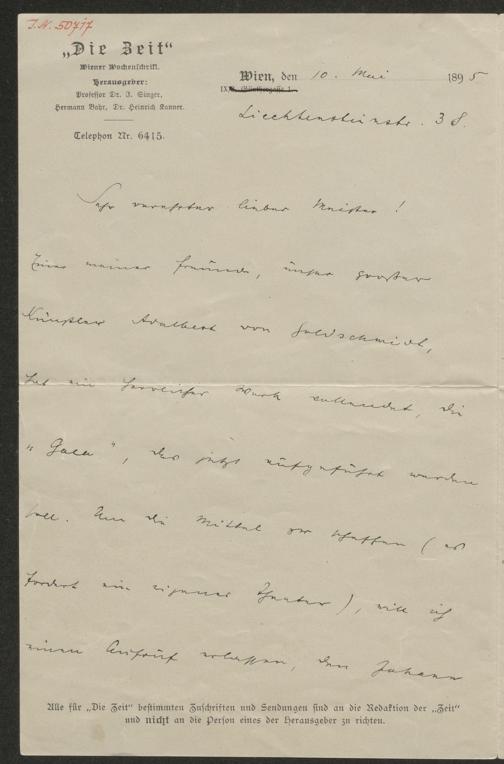 J. N. 50717
„Die Zeit“
Wiener Wochenschrift.
Herausgeber:
Professor Dr. I. Singer,
Hermann Bahr, Dr. Heinrich Kanner.
Telephon Nr. 6415.
Wien, den 10. Mai 1895
IX/1, Günthergasse 1.
Liechtensteinstr. 38.
Sehr verehrter lieber Meister!
Einer meiner Freunde, unser grosser
Künstler Adalbert von Goldschmidt,
hat ein herrliches Werk vollendet, die
„Gaea“, das jetzt aufgeführt werden
soll. Um die Mittel zu schaffen (es
fordert ein eigenes Theater), will ich
einen Aufruf erlassen, den Johann
Alle für „Die Zeit“ bestimmten Zuschriften und Sendungen sind an die Redaktion der „Zeit“
und nicht an die Person eines der Herausgeber zu richten.